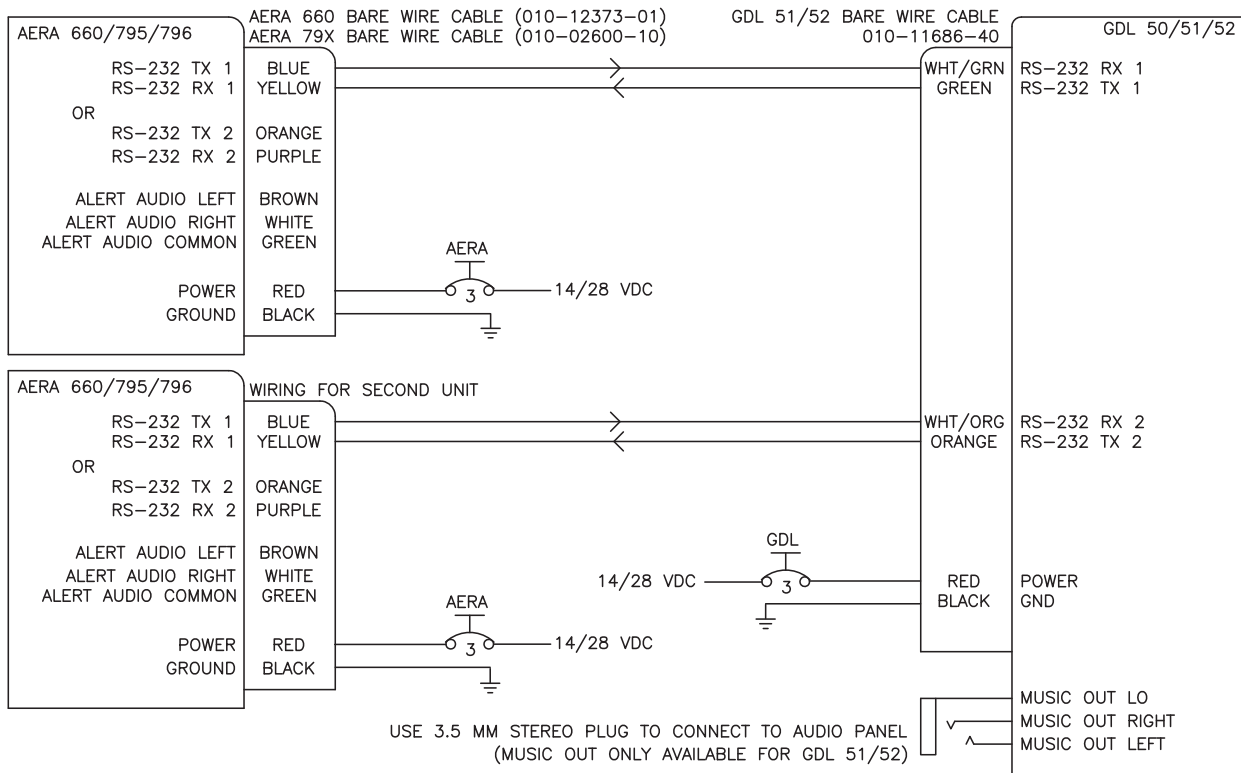 AERA 660 BARE WIRE CABLE (010-12373-01)
AERA 79X BARE WIRE CABLE (010-02600-10)
GDL 51/52 BARE WIRE CABLE
010-11686-40
AERA 660/795/796
GDL 50/51/52
RS-232 TX 1 BLUE WHT/GRN RS-232 RX 1
RS-232 RX 1 YELLOW GREEN RS-232 TX 1
OR
RS-232 TX 2 ORANGE
RS-232 RX 2 PURPLE
ALERT AUDIO LEFT BROWN
ALERT AUDIO RIGHT WHITE
ALERT AUDIO COMMON GREEN
AERA
POWER RED 3 14/28 VDC
GROUND BLACK
AERA 660/795/796 WIRING FOR SECOND UNIT
RS-232 TX 1 BLUE WHT/ORG RS-232 RX 2
RS-232 RX 1 YELLOW ORANGE RS-232 TX 2
OR
RS-232 TX 2 ORANGE
RS-232 RX 2 PURPLE
GDL
ALERT AUDIO LEFT BROWN
ALERT AUDIO RIGHT WHITE 14/28 VDC 3 RED POWER
ALERT AUDIO COMMON GREEN BLACK GND
AERA
POWER RED 3 14/28 VDC
GROUND BLACK
MUSIC OUT LO
MUSIC OUT RIGHT
MUSIC OUT LEFT
USE 3.5 MM STEREO PLUG TO CONNECT TO AUDIO PANEL
(MUSIC OUT ONLY AVAILABLE FOR GDL 51/52)